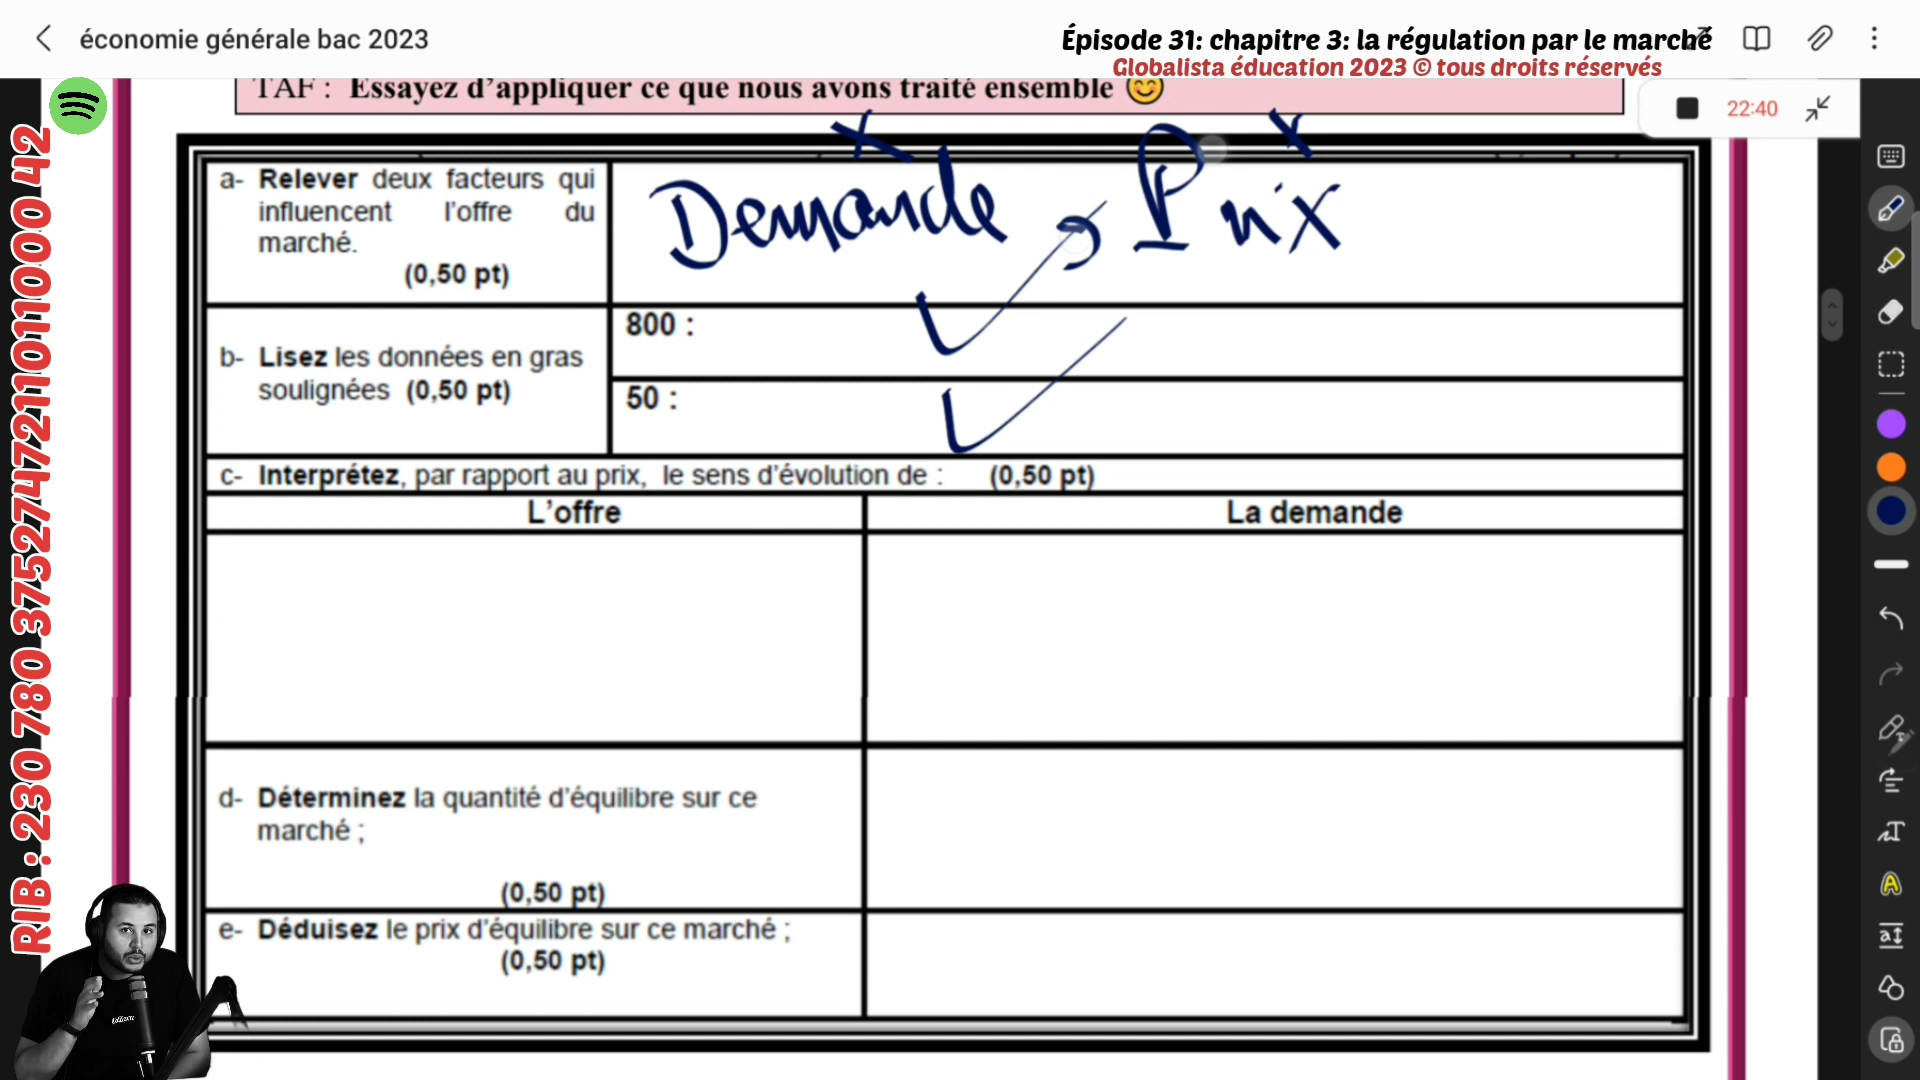 économie générale bac 2023
Épisode 31: chapitre 3: la régulation par le marché
Globalista éducation 2023 © tous droits réservés
22:40
TAF : Essayez d'appliquer ce que nous avons traité ensemble 😊
a- Relever deux facteurs qui
influencent l'offre du
marché.
(0,50 pt)
Demande, Prix
b- Lisez les données en gras
soulignées (0,50 pt)
800 :
50 :
c- Interprétez, par rapport au prix, le sens d'évolution de : (0,50 pt)
L'offre
La demande
d- Déterminez la quantité d'équilibre sur ce
marché ;
(0,50 pt)
e- Déduisez le prix d'équilibre sur ce marché ;
(0,50 pt)
RIB : 230 780 3752747721011011000 42